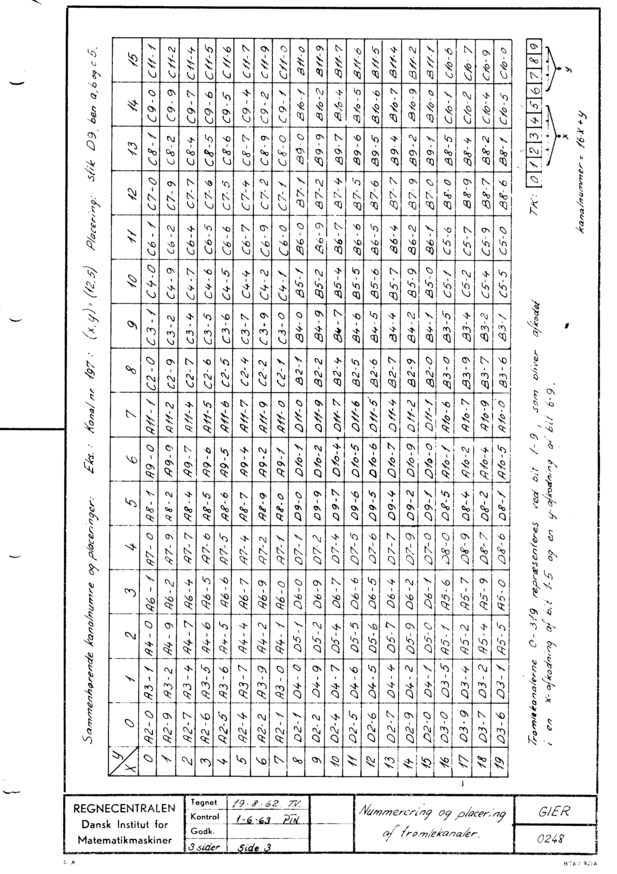 Sammenhørende kanalnumre og placeringer: Eks.: Kanal nr. 197: (x,y) = (12,5) Placering: stik D9, ben a, b og c 5.
x y 0 1 2 3 4 5 6 7 8 9 10 11 12 13 14 15
0 A2-0 A3-1 A4-0 A6-1 A7-0 A8-1 A9-0 A11-1 C2-0 C3-1 C4-0 C6-1 C7-0 C8-1 C9-0 C11-1
1 A2-9 A3-2 A4-9 A6-2 A7-9 A8-2 A9-9 A11-2 C2-9 C3-2 C4-9 C6-2 C7-9 C8-2 C9-9 C11-2
2 A2-7 A3-4 A4-7 A6-4 A7-7 A8-4 A9-7 A11-4 C2-7 C3-4 C4-7 C6-4 C7-7 C8-4 C9-7 C11-4
3 A2-6 A3-5 A4-6 A6-5 A7-6 A8-5 A9-6 A11-5 C2-6 C3-5 C4-6 C6-5 C7-6 C8-5 C9-6 C11-5
4 A2-5 A3-6 A4-5 A6-6 A7-5 A8-6 A9-5 A11-6 C2-5 C3-6 C4-5 C6-6 C7-5 C8-6 C9-5 C11-6
5 A2-4 A3-7 A4-4 A6-7 A7-4 A8-7 A9-4 A11-7 C2-4 C3-7 C4-4 C6-7 C7-4 C8-7 C9-4 C11-7
6 A2-2 A3-9 A4-2 A6-9 A7-2 A8-9 A9-2 A11-9 C2-2 C3-9 C4-2 C6-9 C7-2 C8-9 C9-2 C11-9
7 A2-1 A3-0 A4-1 A6-0 A7-1 A8-0 A9-1 A11-0 C2-1 C3-0 C4-1 C6-0 C7-1 C8-0 C9-1 C11-0
8 D2-1 D4-0 D5-1 D6-0 D7-1 D9-0 D10-1 D11-0 B2-1 B4-0 B5-1 B6-0 B7-1 B9-0 B10-1 B11-0
9 D2-2 D4-9 D5-2 D6-9 D7-2 D9-9 D10-2 D11-9 B2-2 B4-9 B5-2 B6-9 B7-2 B9-9 B10-2 B11-9
10 D2-4 D4-7 D5-4 D6-7 D7-4 D9-7 D10-4 D11-7 B2-4 B4-7 B5-4 B6-7 B7-4 B9-7 B10-4 B11-7
11 D2-5 D4-6 D5-5 D6-6 D7-5 D9-6 D10-5 D11-6 B2-5 B4-6 B5-5 B6-6 B7-5 B9-6 B10-5 B11-6
12 D2-6 D4-5 D5-6 D6-5 D7-6 D9-5 D10-6 D11-5 B2-6 B4-5 B5-6 B6-5 B7-6 B9-5 B10-6 B11-5
13 D2-7 D4-4 D5-7 D6-4 D7-7 D9-4 D10-7 D11-4 B2-7 B4-4 B5-7 B6-4 B7-7 B9-4 B10-7 B11-4
14 D2-9 D4-2 D5-9 D6-2 D7-9 D9-2 D10-9 D11-2 B2-9 B4-2 B5-9 B6-2 B7-9 B9-2 B10-9 B11-2
15 D2-0 D4-1 D5-0 D6-1 D7-0 D9-1 D10-0 D11-1 B2-0 B4-1 B5-0 B6-1 B7-0 B9-1 B10-0 B11-1
16 D3-0 D3-5 A5-1 A5-6 D8-0 D8-5 A10-1 A10-6 B3-0 B3-5 C5-1 C5-6 B8-0 B8-5 C10-1 C10-6
17 D3-9 D3-4 A5-2 A5-7 D8-9 D8-4 A10-2 A10-7 B3-9 B3-4 C5-2 C5-7 B8-9 B8-4 C10-2 C10-7
18 D3-7 D3-2 A5-4 A5-9 D8-7 D8-2 A10-4 A10-9 B3-7 B3-2 C5-4 C5-9 B8-7 B8-2 C10-4 C10-9
19 D3-6 D3-1 A5-5 A5-0 D8-6 D8-1 A10-5 A10-0 B3-6 B3-1 C5-5 C5-0 B8-6 B8-1 C10-5 C10-0
Tromlekanalerne 0-319 repræsenteres ved bit 1-9, som bliver afkodet
i en x-afkodning af bit 1-5 og en y-afkodning af bit 6-9.
TK: 0 1 2 3 4 5 6 7 8 9
x y
kanalnummer = 16x+y
REGNECENTRALEN
Dansk Institut for
Matematikmaskiner
Tegnet 19-8-62 T.V.
Kontrol 1-6-63 PTN
Godk.
3 sider Side 3
Nummerering og placering
af tromlekanaler.
GIER
0248